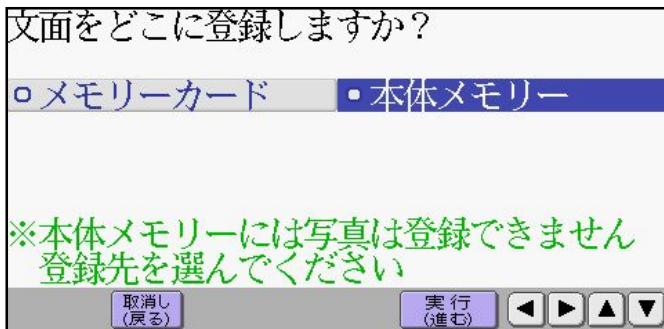 文面をどこに登録しますか？
メモリーカード 本体メモリー
※本体メモリーには写真は登録できません
登録先を選んでください
取消し 実行
(戻る) (進む)